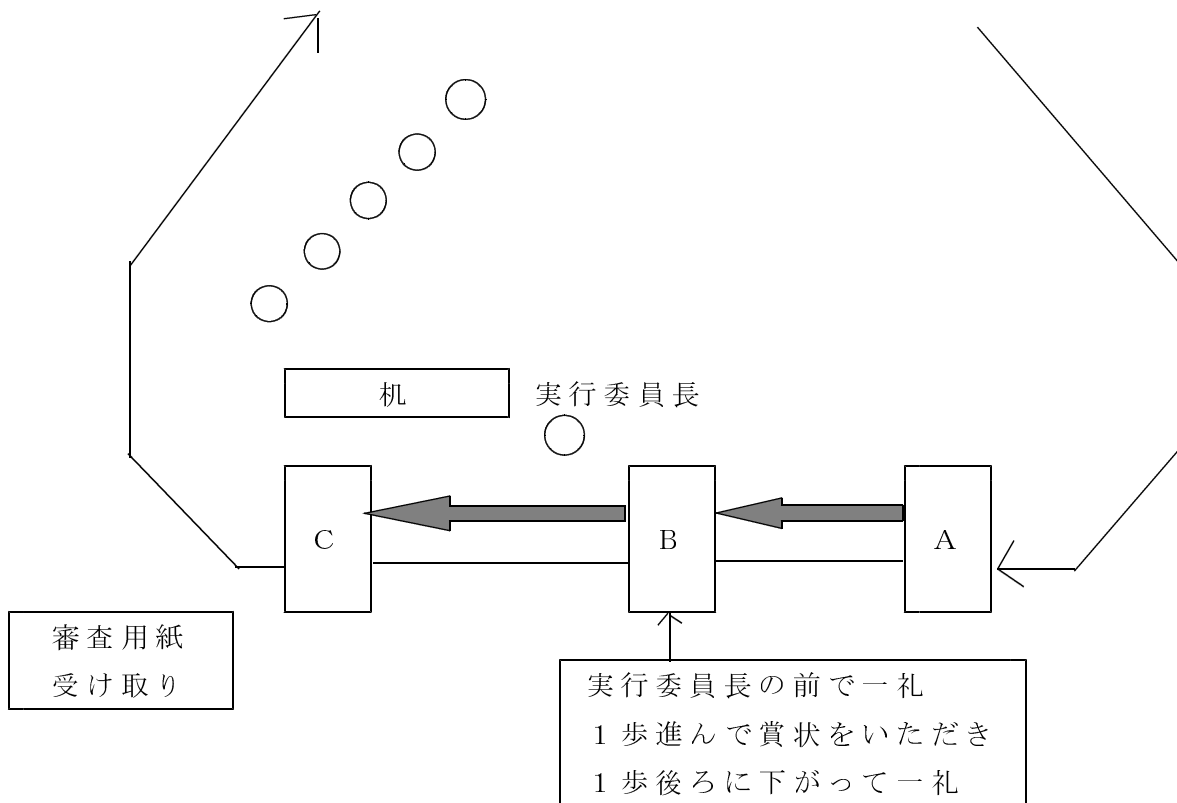 机
実行委員長
C
B
A
審査用紙
受け取り
実行委員長の前で一礼
１歩進んで賞状をいただき
１歩後ろに下がって一礼